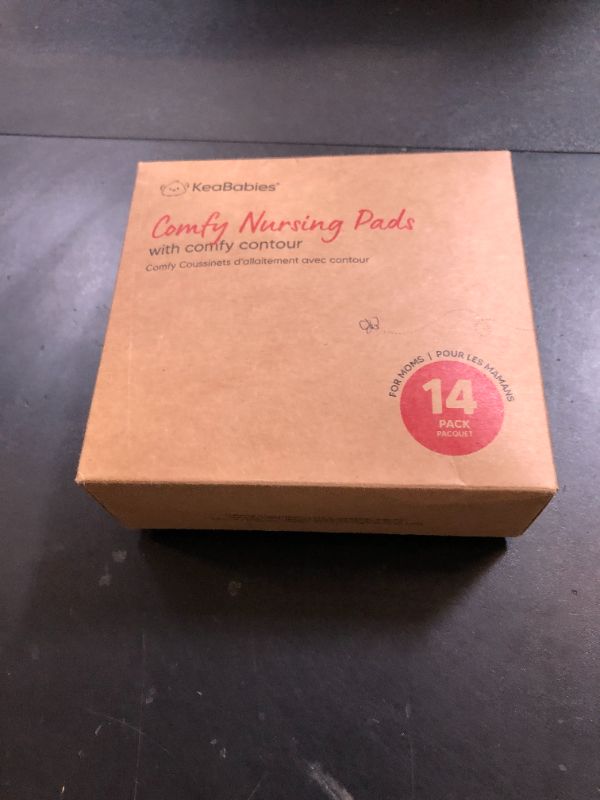 KeaBabies®
Comfy Nursing Pads
with comfy contour
Comfy Coussinets d'allaitement avec contour
FOR MOMS | POUR LES MAMANS
14
PACK
PACQUET